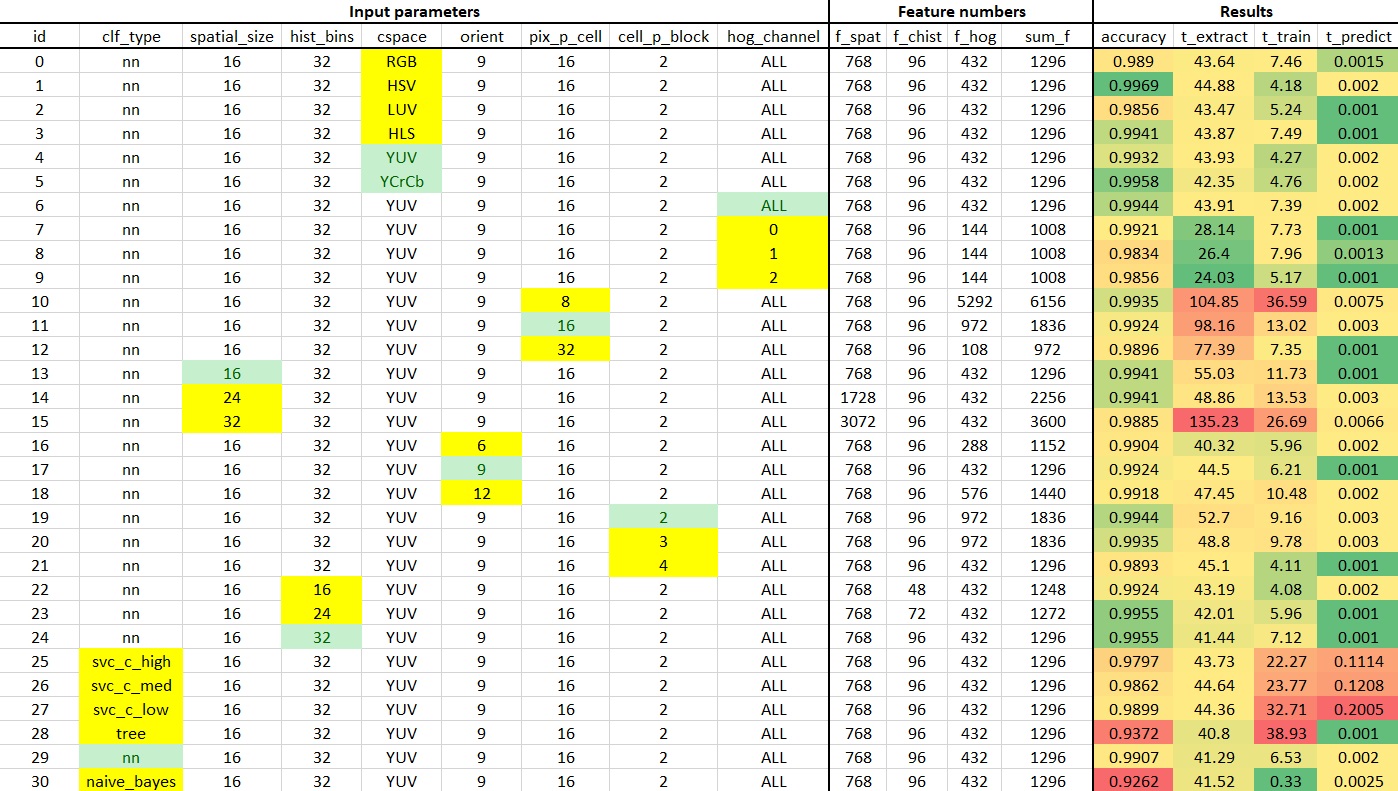 Input parameters Feature numbers Results
id clf_type spatial_size hist_bins cspace orient pix_p_cell cell_p_block hog_channel f_spat f_chist f_hog sum_f accuracy t_extract t_train t_predict
0 nn 16 32 RGB 9 16 2 ALL 768 96 432 1296 0.989 43.64 7.46 0.0015
1 nn 16 32 HSV 9 16 2 ALL 768 96 432 1296 0.9969 44.88 4.18 0.002
2 nn 16 32 LUV 9 16 2 ALL 768 96 432 1296 0.9856 43.47 5.24 0.001
3 nn 16 32 HLS 9 16 2 ALL 768 96 432 1296 0.9941 43.87 7.49 0.001
4 nn 16 32 YUV 9 16 2 ALL 768 96 432 1296 0.9932 43.93 4.27 0.002
5 nn 16 32 YCrCb 9 16 2 ALL 768 96 432 1296 0.9958 42.35 4.76 0.002
6 nn 16 32 YUV 9 16 2 ALL 768 96 432 1296 0.9944 43.91 7.39 0.002
7 nn 16 32 YUV 9 16 2 0 768 96 144 1008 0.9921 28.14 7.73 0.001
8 nn 16 32 YUV 9 16 2 1 768 96 144 1008 0.9834 26.4 7.96 0.0013
9 nn 16 32 YUV 9 16 2 2 768 96 144 1008 0.9856 24.03 5.17 0.001
10 nn 16 32 YUV 9 8 2 ALL 768 96 5292 6156 0.9935 104.85 36.59 0.0075
11 nn 16 32 YUV 9 16 2 ALL 768 96 972 1836 0.9924 98.16 13.02 0.003
12 nn 16 32 YUV 9 32 2 ALL 768 96 108 972 0.9896 77.39 7.35 0.001
13 nn 16 32 YUV 9 16 2 ALL 768 96 432 1296 0.9941 55.03 11.73 0.001
14 nn 24 32 YUV 9 16 2 ALL 1728 96 432 2256 0.9941 48.86 13.53 0.003
15 nn 32 32 YUV 9 16 2 ALL 3072 96 432 3600 0.9885 135.23 26.69 0.0066
16 nn 16 32 YUV 6 16 2 ALL 768 96 288 1152 0.9904 40.32 5.96 0.002
17 nn 16 32 YUV 9 16 2 ALL 768 96 432 1296 0.9924 44.5 6.21 0.001
18 nn 16 32 YUV 12 16 2 ALL 768 96 576 1440 0.9918 47.45 10.48 0.002
19 nn 16 32 YUV 9 16 2 ALL 768 96 972 1836 0.9944 52.7 9.16 0.003
20 nn 16 32 YUV 9 16 3 ALL 768 96 972 1836 0.9935 48.8 9.78 0.003
21 nn 16 32 YUV 9 16 4 ALL 768 96 432 1296 0.9893 45.1 4.11 0.001
22 nn 16 16 YUV 9 16 2 ALL 768 48 432 1248 0.9924 43.19 4.08 0.002
23 nn 16 24 YUV 9 16 2 ALL 768 72 432 1272 0.9955 42.01 5.96 0.001
24 nn 16 32 YUV 9 16 2 ALL 768 96 432 1296 0.9955 41.44 7.12 0.001
25 svc_c_high 16 32 YUV 9 16 2 ALL 768 96 432 1296 0.9797 43.73 22.27 0.1114
26 svc_c_med 16 32 YUV 9 16 2 ALL 768 96 432 1296 0.9862 44.64 23.77 0.1208
27 svc_c_low 16 32 YUV 9 16 2 ALL 768 96 432 1296 0.9899 44.36 32.71 0.2005
28 tree 16 32 YUV 9 16 2 ALL 768 96 432 1296 0.9372 40.8 38.93 0.001
29 nn 16 32 YUV 9 16 2 ALL 768 96 432 1296 0.9907 41.29 6.53 0.002
30 naive_bayes 16 32 YUV 9 16 2 ALL 768 96 432 1296 0.9262 41.52 0.33 0.0025